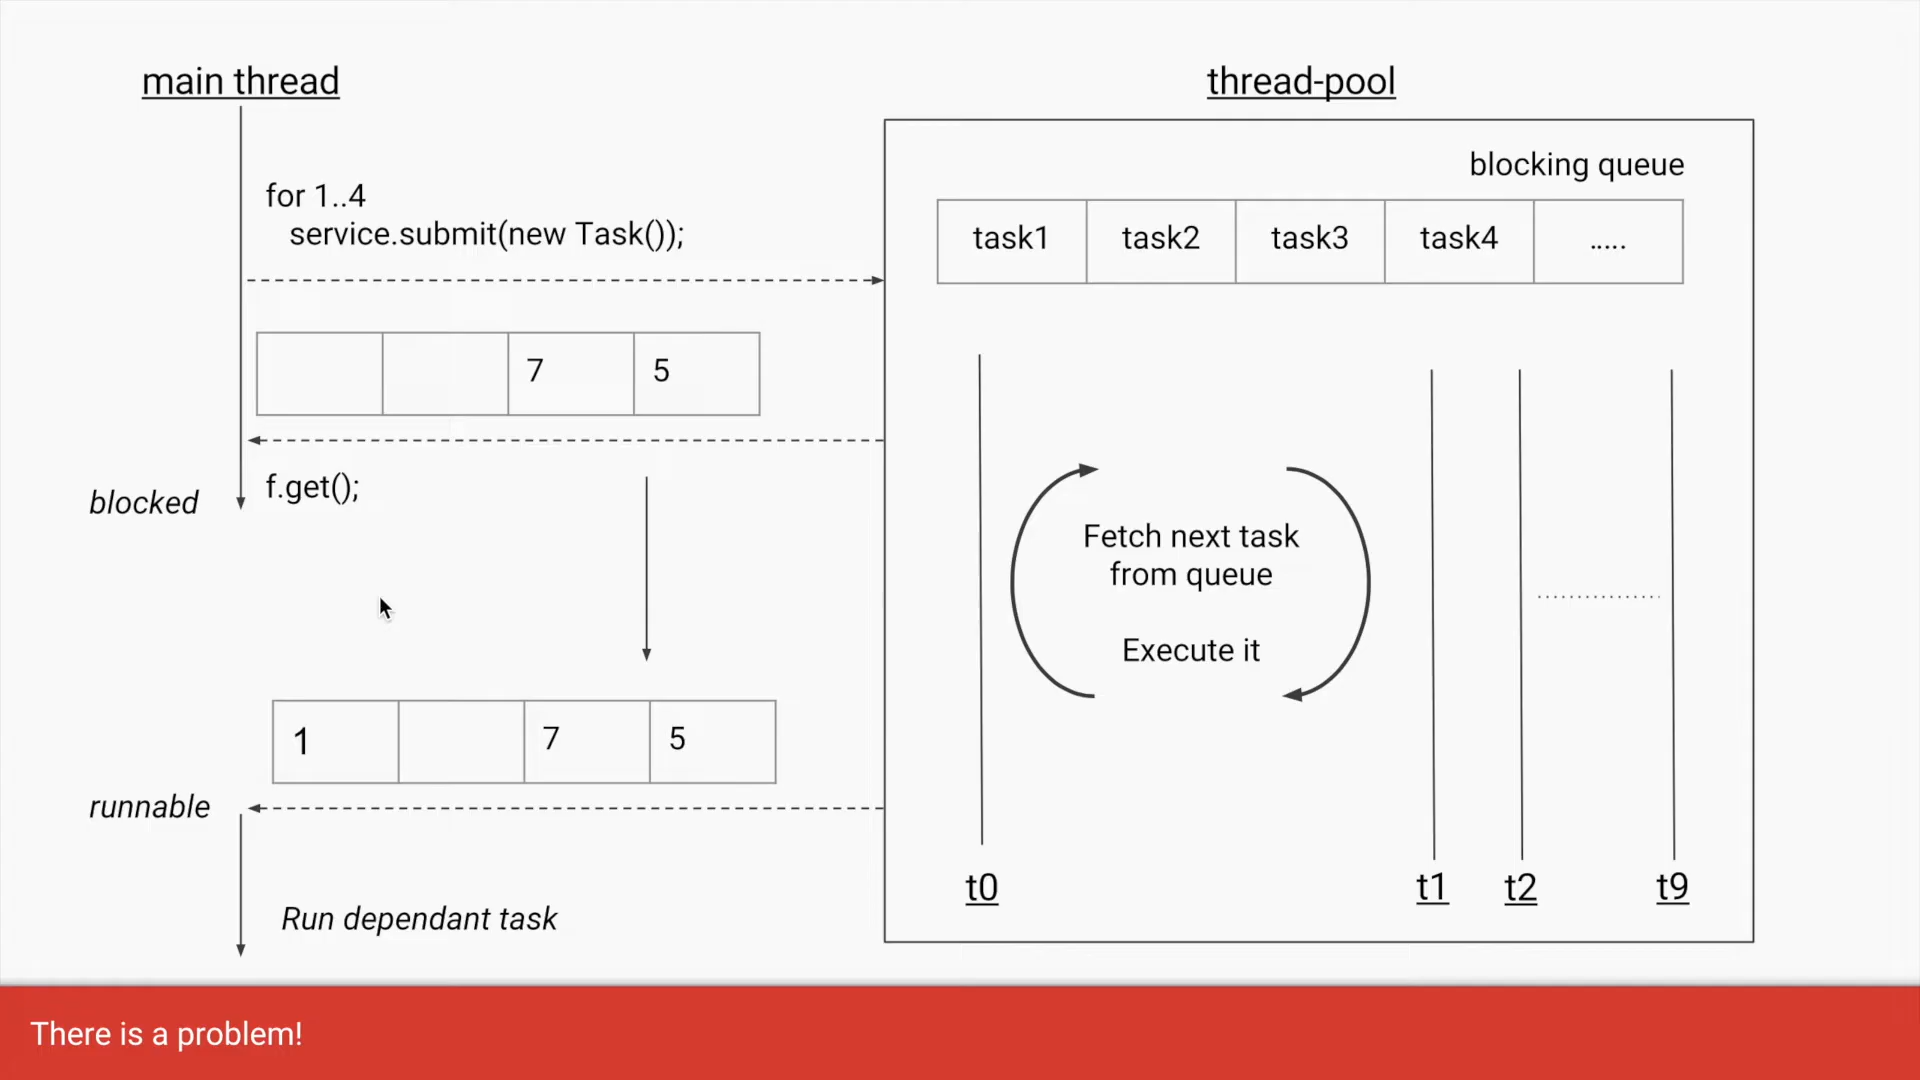 main thread
for 1..4
service.submit(new Task());
7
5
blocked
f.get();
1
7
5
runnable
Run dependant task
thread-pool
blocking queue
task1
task2
task3
task4
.....
Fetch next task
from queue
Execute it
t0
t1
t2
t9
There is a problem!